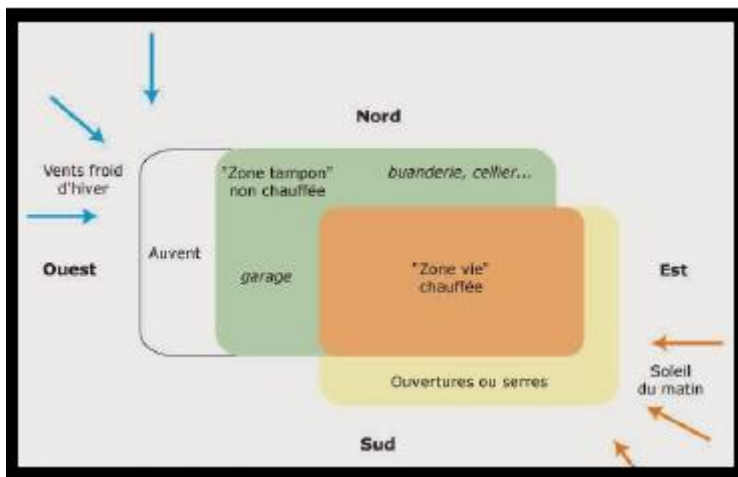 Nord
Vents froid
d'hiver
"Zone tampon"
non chauffée
buanderie, cellier...
Ouest
Auvent
garage
"Zone vie"
chauffée
Est
Ouvertures ou serres
Soleil
du matin
Sud